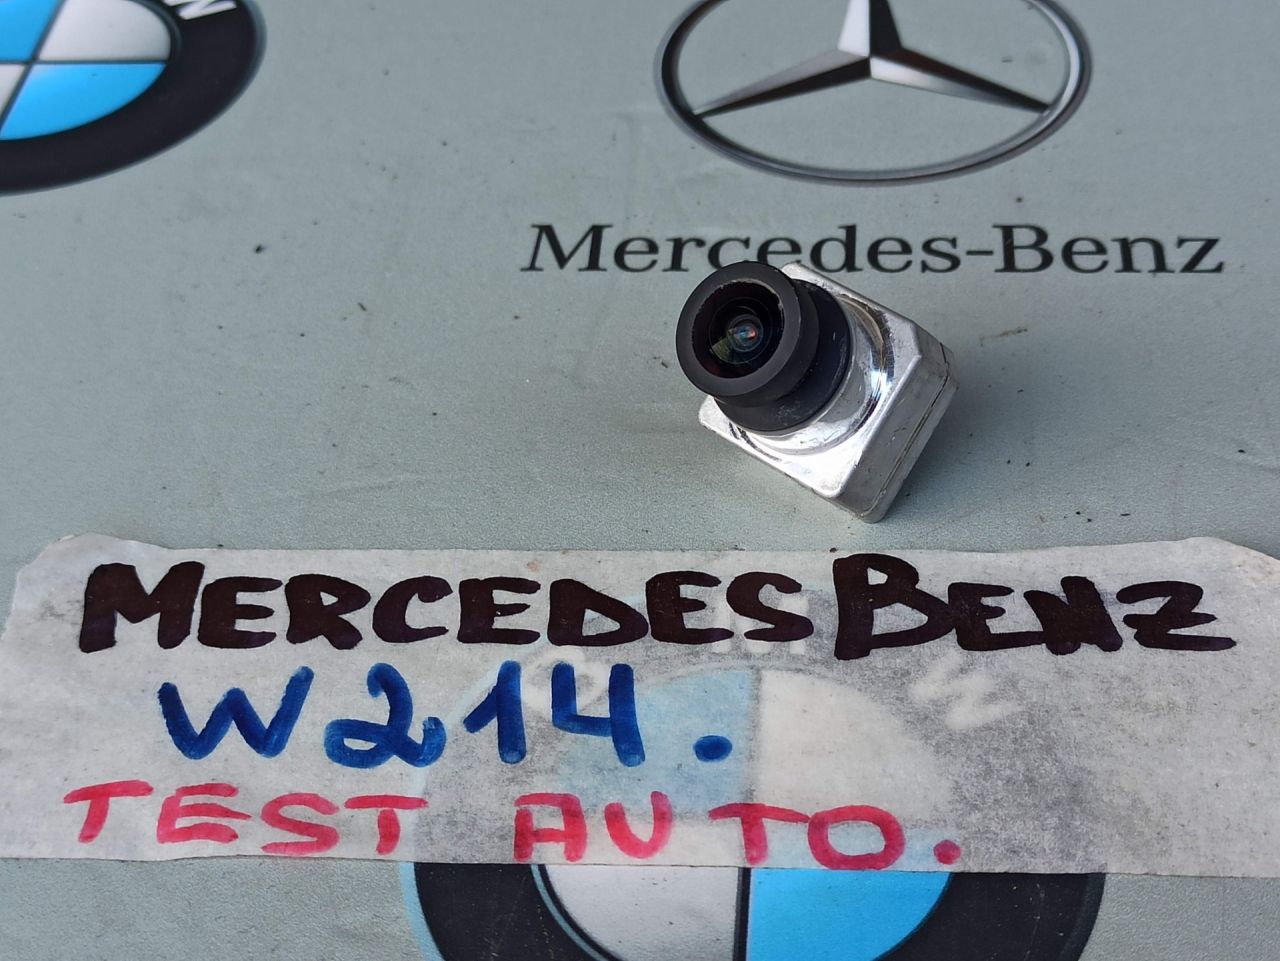 Mercedes-Benz
MERCEDES BENZ
W214.
TEST AUTO.